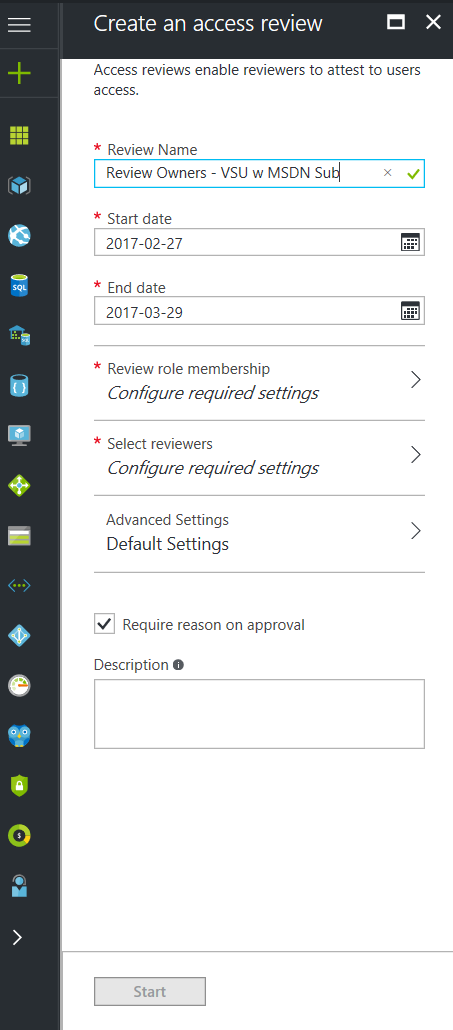 Create an access review
Access reviews enable reviewers to attest to users
access.
* Review Name
Review Owners - VSU w MSDN Sub
* Start date
2017-02-27
* End date
2017-03-29
* Review role membership
Configure required settings
* Select reviewers
Configure required settings
Advanced Settings
Default Settings
Require reason on approval
Description
Start
SQL